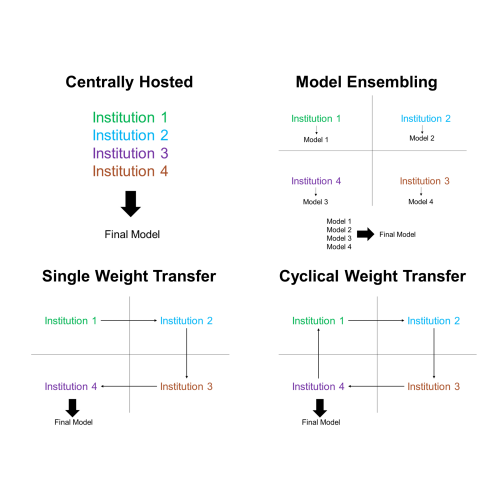 Centrally Hosted
Institution 1
Institution 2
Institution 3
Institution 4
Final Model
Model Ensembling
Institution 1
Institution 2
Model 1
Model 2
Institution 4
Institution 3
Model 3
Model 4
Model 1
Model 2
Model 3
Model 4
Final Model
Single Weight Transfer
Institution 1
Institution 2
Institution 4
Institution 3
Final Model
Cyclical Weight Transfer
Institution 1
Institution 2
Institution 4
Institution 3
Final Model